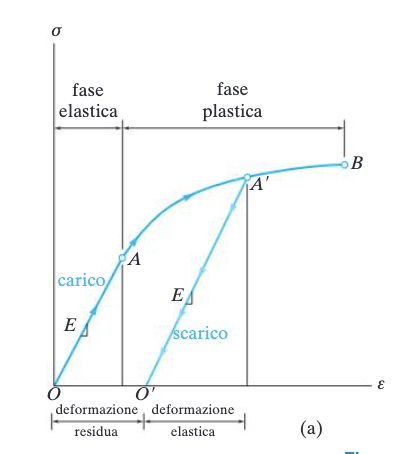 σ
fase
elastica
fase
plastica
B
A'
A
carico
E
E
scarico
O
O'
ε
deformazione
residua
deformazione
elastica
(a)